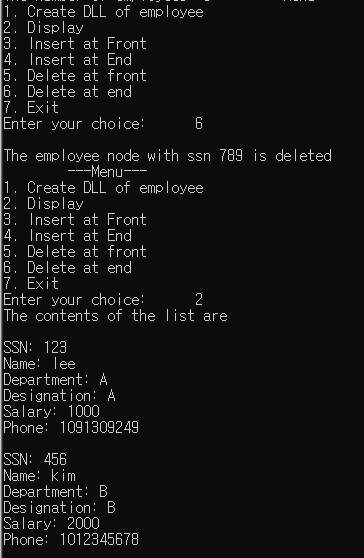 1. Create DLL of employee
2. Display
3. Insert at Front
4. Insert at End
5. Delete at front
6. Delete at end
7. Exit
Enter your choice: 6
The employee node with ssn 789 is deleted
---Menu---
1. Create DLL of employee
2. Display
3. Insert at Front
4. Insert at End
5. Delete at front
6. Delete at end
7. Exit
Enter your choice: 2
The contents of the list are
SSN: 123
Name: lee
Department: A
Designation: A
Salary: 1000
Phone: 1091309249
SSN: 456
Name: kim
Department: B
Designation: B
Salary: 2000
Phone: 1012345678